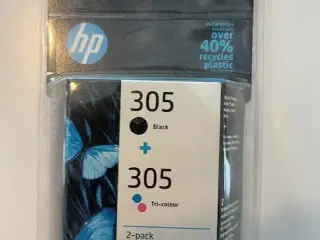 hp
over
40%
recycled
plastic
305
Black
+
305
Tri-colour
2-pack